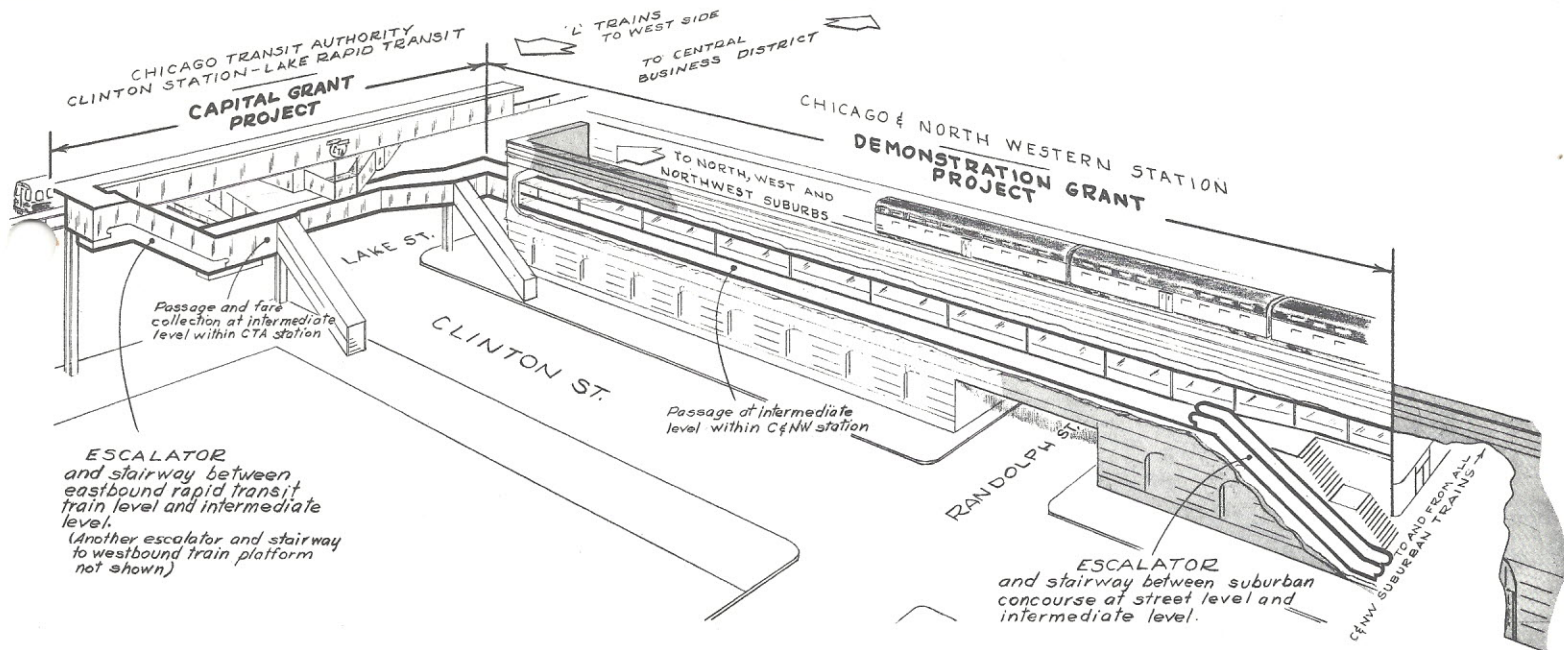 CHICAGO TRANSIT AUTHORITY
CLINTON STATION-LAKE RAPID TRANSIT
CAPITAL GRANT
PROJECT
'L' TRAINS
TO WEST SIDE
TO CENTRAL
BUSINESS DISTRICT
CHICAGO & NORTH WESTERN STATION
DEMONSTRATION GRANT
PROJECT
TO NORTH, WEST AND
NORTHWEST SUBURBS
CTA
LAKE ST.
Passage and fare
collection at intermediate
level within CTA station
CLINTON ST.
Passage at intermediate
level within C&NW station
RANDOLPH ST.
ESCALATOR
and stairway between
eastbound rapid transit
train level and intermediate
level.
(Another escalator and stairway
to westbound train platform
not shown)
ESCALATOR
and stairway between suburban
concourse at street level and
intermediate level.
TO AND FROM ALL
C&NW SUBURBAN TRAINS